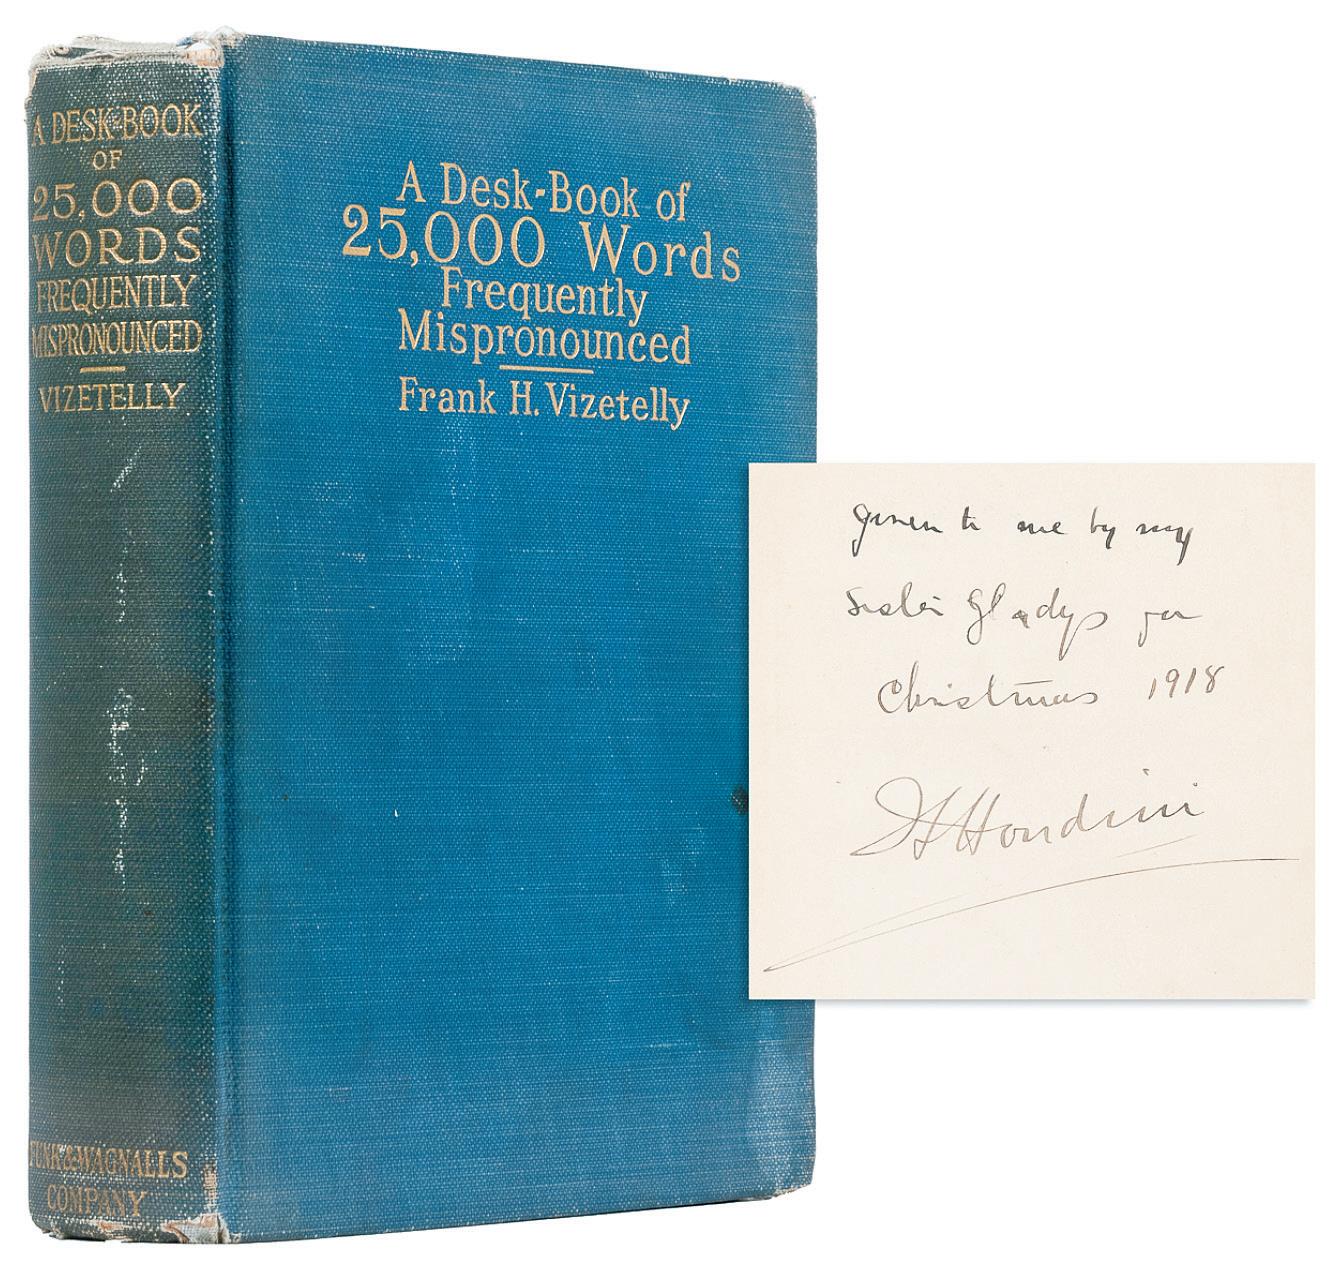 A DESK-BOOK
OF
25,000
WORDS
FREQUENTLY
MISPRONOUNCED
VIZETELLY
FUNK & WAGNALLS
COMPANY
A Desk-Book of
25,000 Words
Frequently
Mispronounced
Frank H. Vizetelly
given to me by my
Sister Gladys for
Christmas 1918
HHoudini